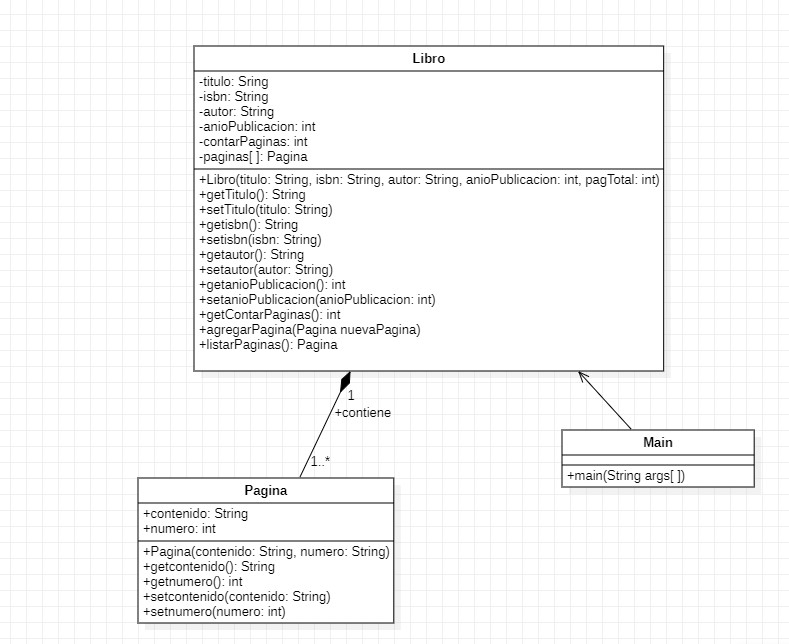 Libro
-titulo: Sring
-isbn: String
-autor: String
-anioPublicacion: int
-contarPaginas: int
-paginas[ ]: Pagina
+Libro(titulo: String, isbn: String, autor: String, anioPublicacion: int, pagTotal: int)
+getTitulo(): String
+setTitulo(titulo: String)
+getisbn(): String
+setisbn(isbn: String)
+getautor(): String
+setautor(autor: String)
+getanioPublicacion(): int
+setanioPublicacion(anioPublicacion: int)
+getContarPaginas(): int
+agregarPagina(Pagina nuevaPagina)
+listarPaginas(): Pagina
1
+contiene
1..*
Main
+main(String args[ ])
Pagina
+contenido: String
+numero: int
+Pagina(contenido: String, numero: String)
+getcontenido(): String
+getnumero(): int
+setcontenido(contenido: String)
+setnumero(numero: int)